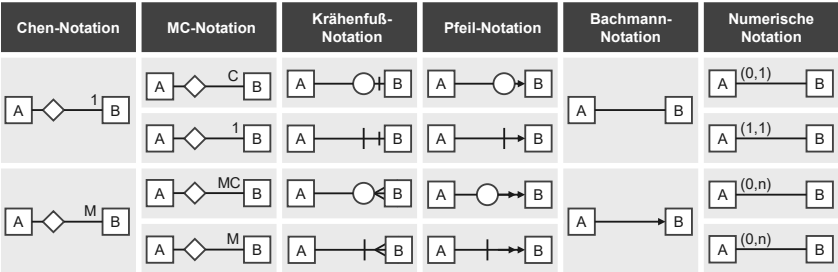 Chen-Notation
MC-Notation
Krähenfuß-
Notation
Pfeil-Notation
Bachmann-
Notation
Numerische
Notation
A 1 B
A C B
A B
A B
A B
A (0,1) B
A 1 B
A B
A B
A (1,1) B
A M B
A MC B
A B
A B
A B
A (0,n) B
A M B
A B
A B
A (0,n) B